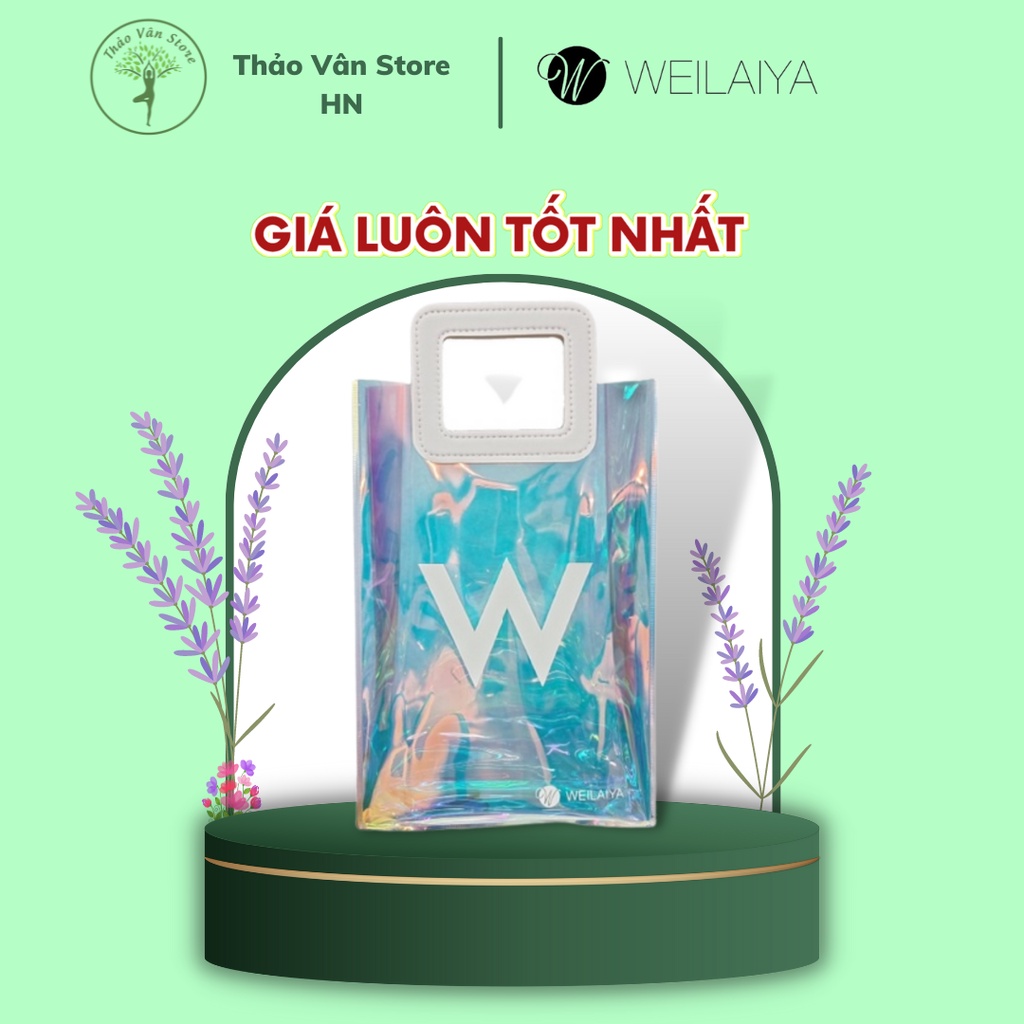 Thảo Vân Store
Thảo Vân Store
HN
W WEILAIYA
GIÁ LUÔN TỐT NHẤT
W
W WEILAIYA